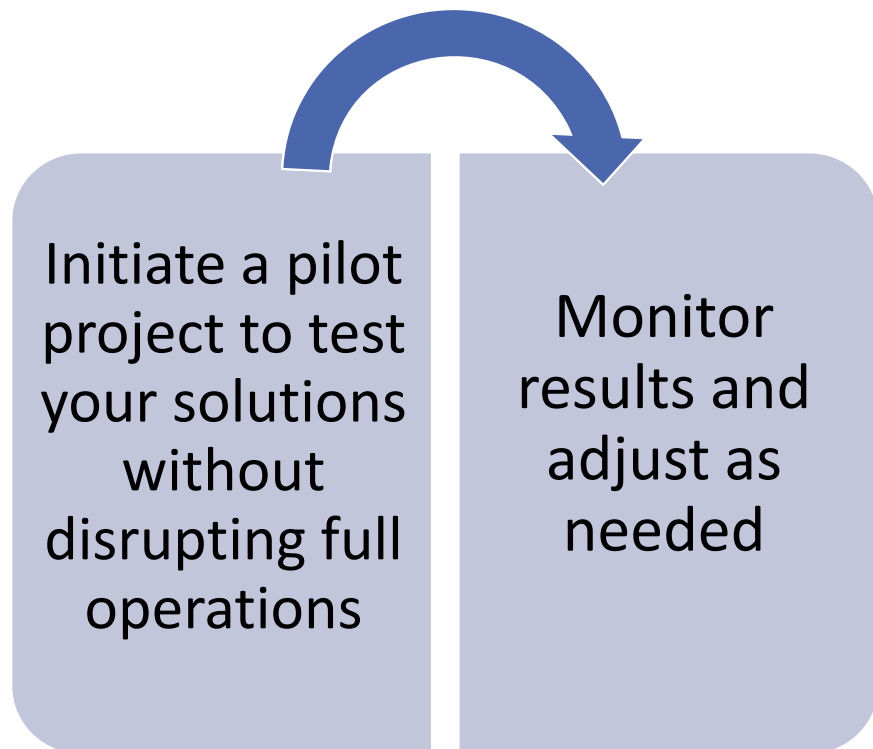 Initiate a pilot
project to test
your solutions
without
disrupting full
operations
Monitor
results and
adjust as
needed